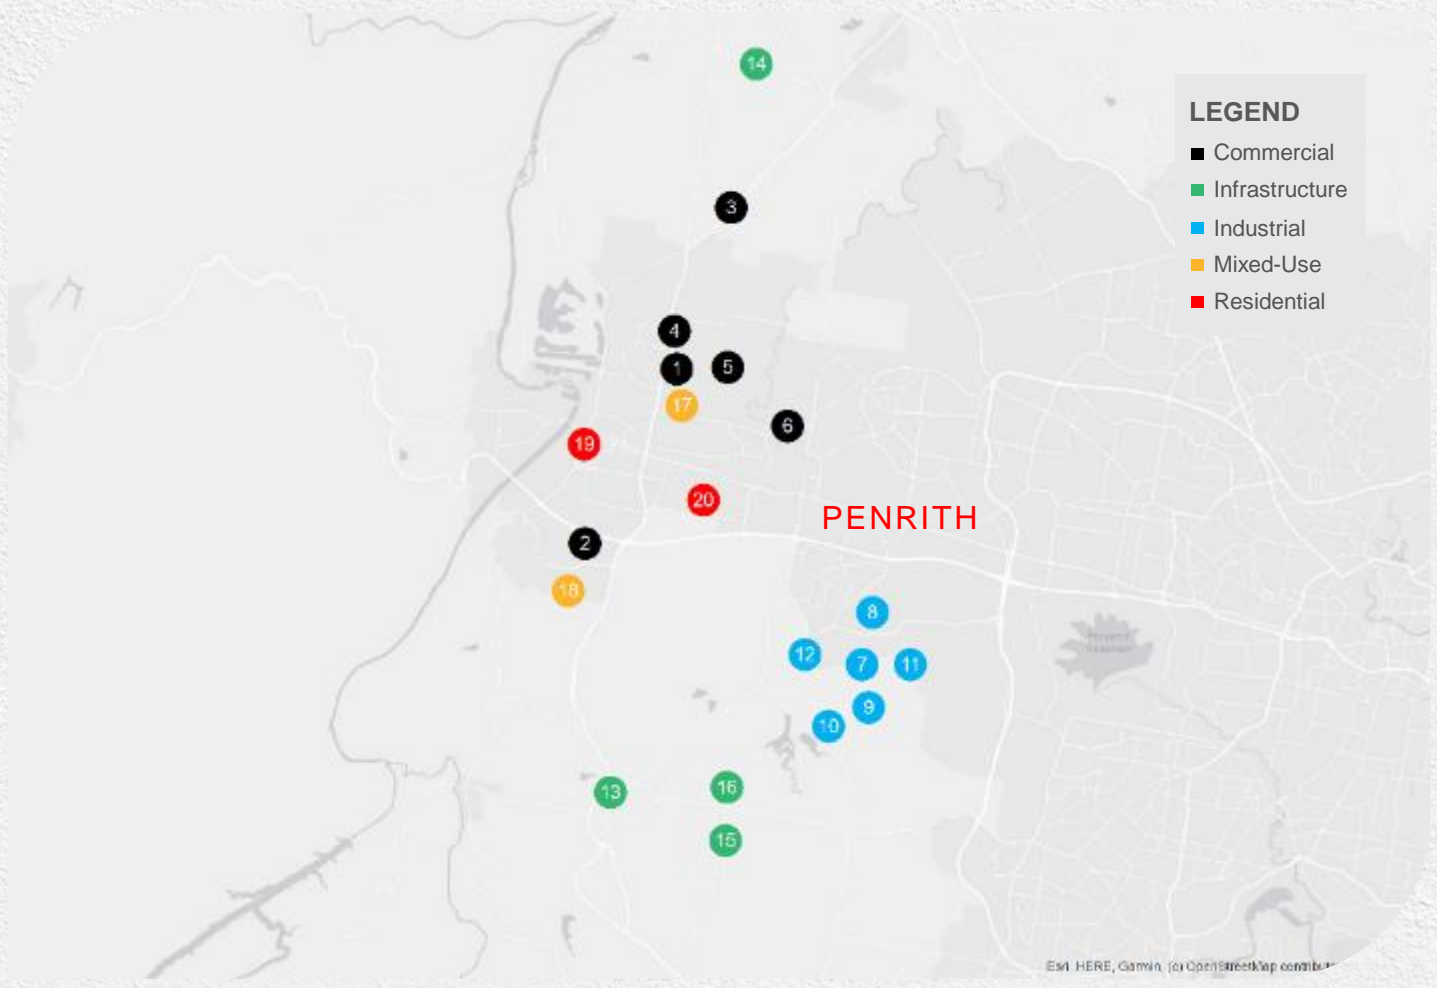 14
LEGEND
Commercial
Infrastructure
Industrial
Mixed-Use
Residential
3
4
1
5
17
6
19
20
PENRITH
2
18
8
12
7
11
9
10
13
16
15
Esri, HERE, Garmin, (c) OpenStreetMap